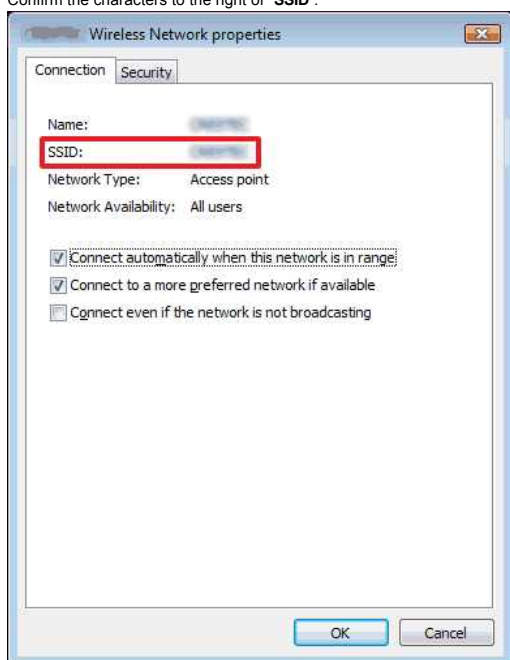 Confirm the characters to the right of "SSID".
Wireless Network properties
Connection Security
Name:
SSID:
Network Type: Access point
Network Availability: All users
Connect automatically when this network is in range
Connect to a more preferred network if available
Connect even if the network is not broadcasting
OK Cancel